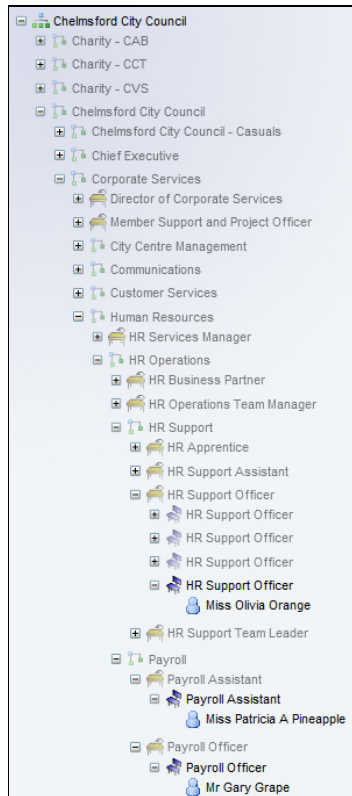 Chelmsford City Council
Charity - CAB
Charity - CCT
Charity - CVS
Chelmsford City Council
Chelmsford City Council - Casuals
Chief Executive
Corporate Services
Director of Corporate Services
Member Support and Project Officer
City Centre Management
Communications
Customer Services
Human Resources
HR Services Manager
HR Operations
HR Business Partner
HR Operations Team Manager
HR Support
HR Apprentice
HR Support Assistant
HR Support Officer
HR Support Officer
HR Support Officer
HR Support Officer
HR Support Officer
Miss Olivia Orange
HR Support Team Leader
Payroll
Payroll Assistant
Payroll Assistant
Miss Patricia A Pineapple
Payroll Officer
Payroll Officer
Mr Gary Grape